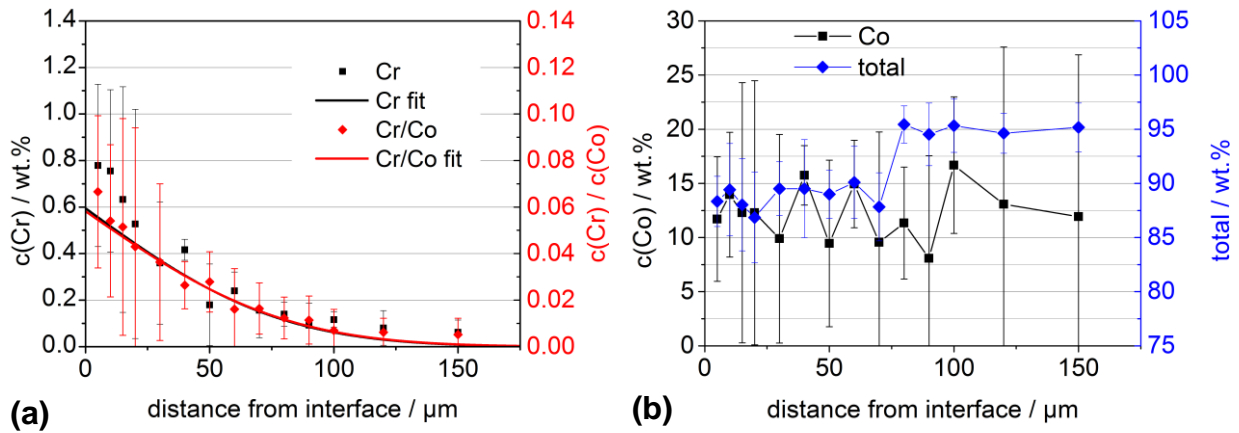 1.4
1.2
1.0
0.8
0.6
0.4
0.2
0.0
c(Cr) / wt.%
0 50 100 150
distance from interface / µm
0.14
0.12
0.10
0.08
0.06
0.04
0.02
0.00
c(Cr) / c(Co)
Cr
Cr fit
Cr/Co
Cr/Co fit
(a)
30
25
20
15
10
5
0
c(Co) / wt.%
0 50 100 150
distance from interface / µm
105
100
95
90
85
80
75
total / wt.%
Co
total
(b)